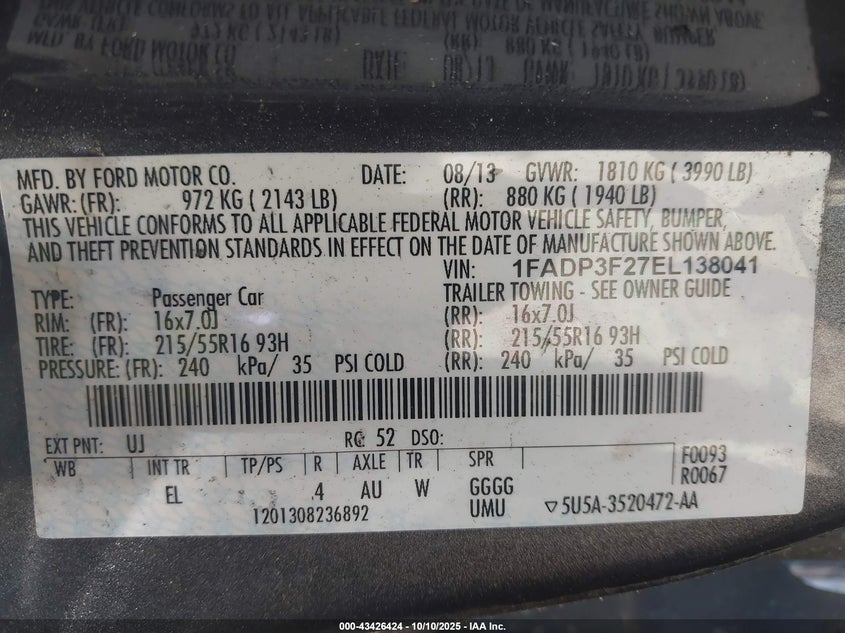 MFD. BY FORD MOTOR CO. DATE: 08/13 GVWR: 1810 KG ( 3990 LB)
GAWR: (FR): 972 KG ( 2143 LB) (RR): 880 KG ( 1940 LB)
THIS VEHICLE CONFORMS TO ALL APPLICABLE FEDERAL MOTOR VEHICLE SAFETY, BUMPER,
AND THEFT PREVENTION STANDARDS IN EFFECT ON THE DATE OF MANUFACTURE SHOWN ABOVE.
VIN: 1FADP3F27EL138041
TYPE: Passenger Car TRAILER TOWING - SEE OWNER GUIDE
RIM: (FR): 16x7.0J (RR): 16x7.0J
TIRE: (FR): 215/55R16 93H (RR): 215/55R16 93H
PRESSURE: (FR): 240 kPa/ 35 PSI COLD (RR): 240 kPa/ 35 PSI COLD
EXT PNT: UJ RC 52 DSO:
WB INT TR TP/PS R AXLE TR SPR F0093
EL 4 AU W GGGG R0067
1201308236892 UMU ▽5U5A-3520472-AA
000-43426424 - 10/10/2025 - IAA Inc.